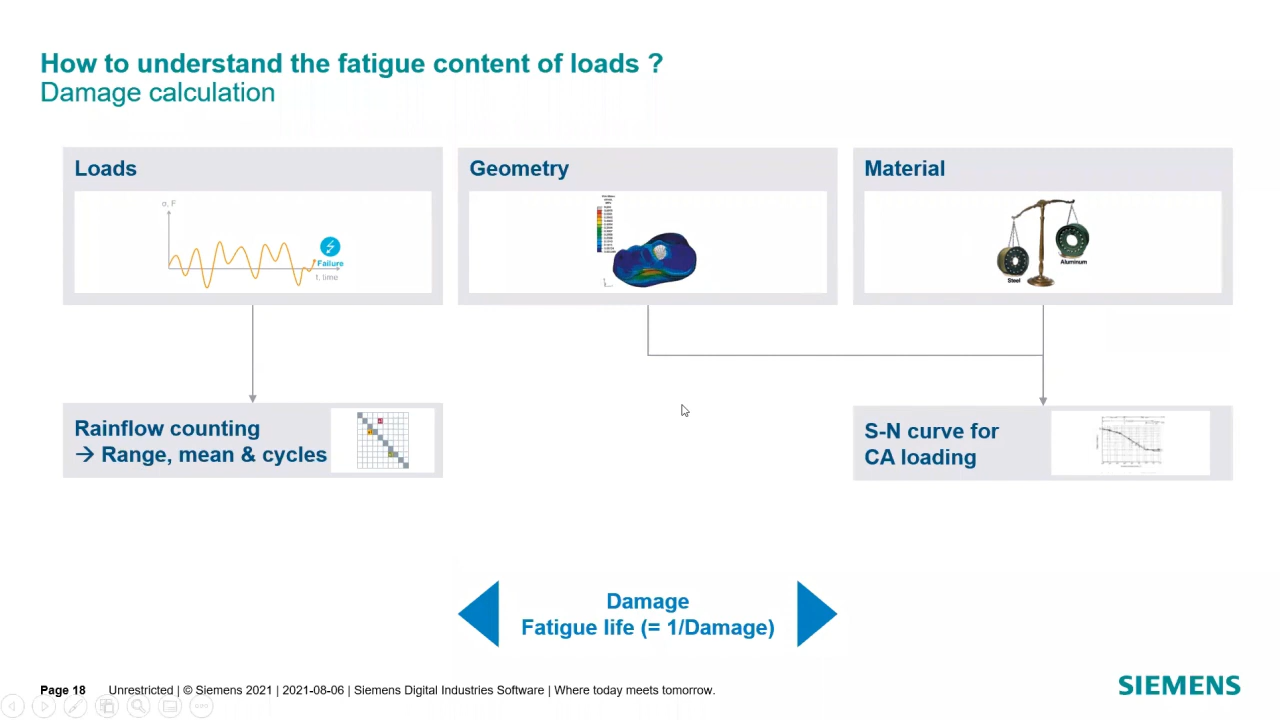 How to understand the fatigue content of loads ?
Damage calculation
Loads
σ, F
Failure
t, time
Geometry
Material
Steel
Aluminum
Rainflow counting
→ Range, mean & cycles
S-N curve for
CA loading
Damage
Fatigue life (= 1/Damage)
Page 18 Unrestricted | © Siemens 2021 | 2021-08-06 | Siemens Digital Industries Software | Where today meets tomorrow.
SIEMENS